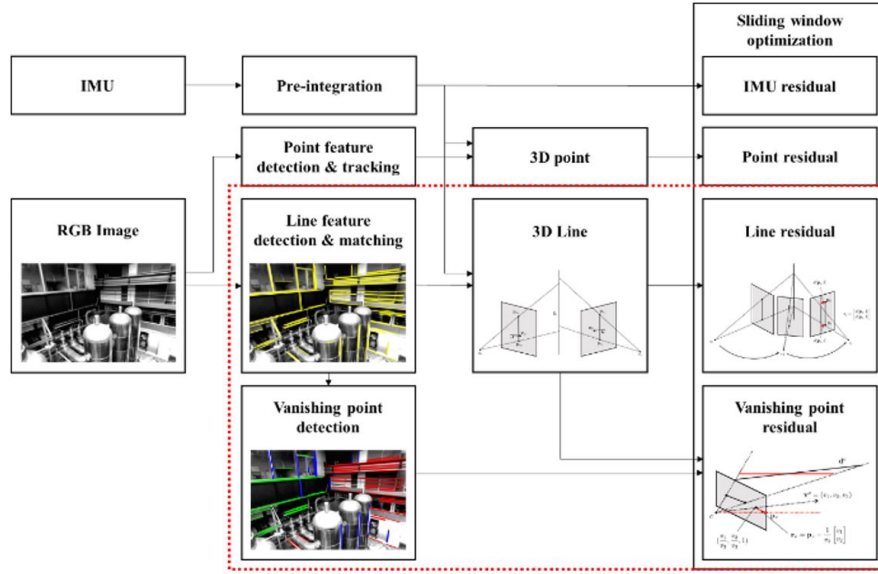 Sliding window
optimization
IMU
Pre-integration
IMU residual
Point feature
detection & tracking
3D point
Point residual
RGB Image
Line feature
detection & matching
3D Line
Line residual
Vanishing point
detection
Vanishing point
residual